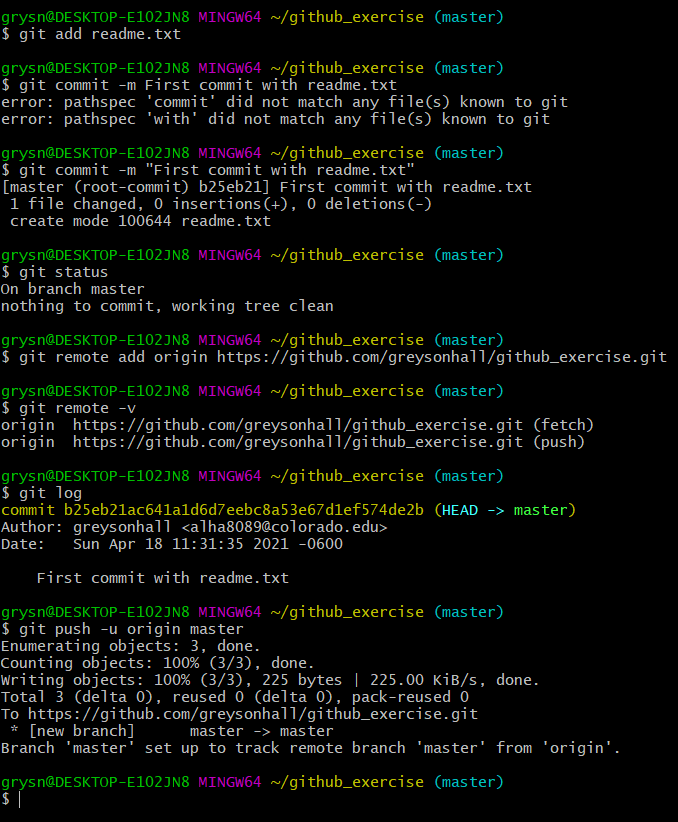 grysn@DESKTOP-E1O2JN8 MINGW64 ~/github_exercise (master)
$ git add readme.txt
grysn@DESKTOP-E1O2JN8 MINGW64 ~/github_exercise (master)
$ git commit -m First commit with readme.txt
error: pathspec 'commit' did not match any file(s) known to git
error: pathspec 'with' did not match any file(s) known to git
grysn@DESKTOP-E1O2JN8 MINGW64 ~/github_exercise (master)
$ git commit -m "First commit with readme.txt"
[master (root-commit) b25eb21] First commit with readme.txt
 1 file changed, 0 insertions(+), 0 deletions(-)
 create mode 100644 readme.txt
grysn@DESKTOP-E1O2JN8 MINGW64 ~/github_exercise (master)
$ git status
On branch master
nothing to commit, working tree clean
grysn@DESKTOP-E1O2JN8 MINGW64 ~/github_exercise (master)
$ git remote add origin https://github.com/greysonhall/github_exercise.git
grysn@DESKTOP-E1O2JN8 MINGW64 ~/github_exercise (master)
$ git remote -v
origin  https://github.com/greysonhall/github_exercise.git (fetch)
origin  https://github.com/greysonhall/github_exercise.git (push)
grysn@DESKTOP-E1O2JN8 MINGW64 ~/github_exercise (master)
$ git log
commit b25eb21ac641a1d6d7eebc8a53e67d1ef574de2b (HEAD -> master)
Author: greysonhall <alha8089@colorado.edu>
Date:   Sun Apr 18 11:31:35 2021 -0600
    First commit with readme.txt
grysn@DESKTOP-E1O2JN8 MINGW64 ~/github_exercise (master)
$ git push -u origin master
Enumerating objects: 3, done.
Counting objects: 100% (3/3), done.
Writing objects: 100% (3/3), 225 bytes | 225.00 KiB/s, done.
Total 3 (delta 0), reused 0 (delta 0), pack-reused 0
To https://github.com/greysonhall/github_exercise.git
 * [new branch]      master -> master
Branch 'master' set up to track remote branch 'master' from 'origin'.
grysn@DESKTOP-E1O2JN8 MINGW64 ~/github_exercise (master)
$